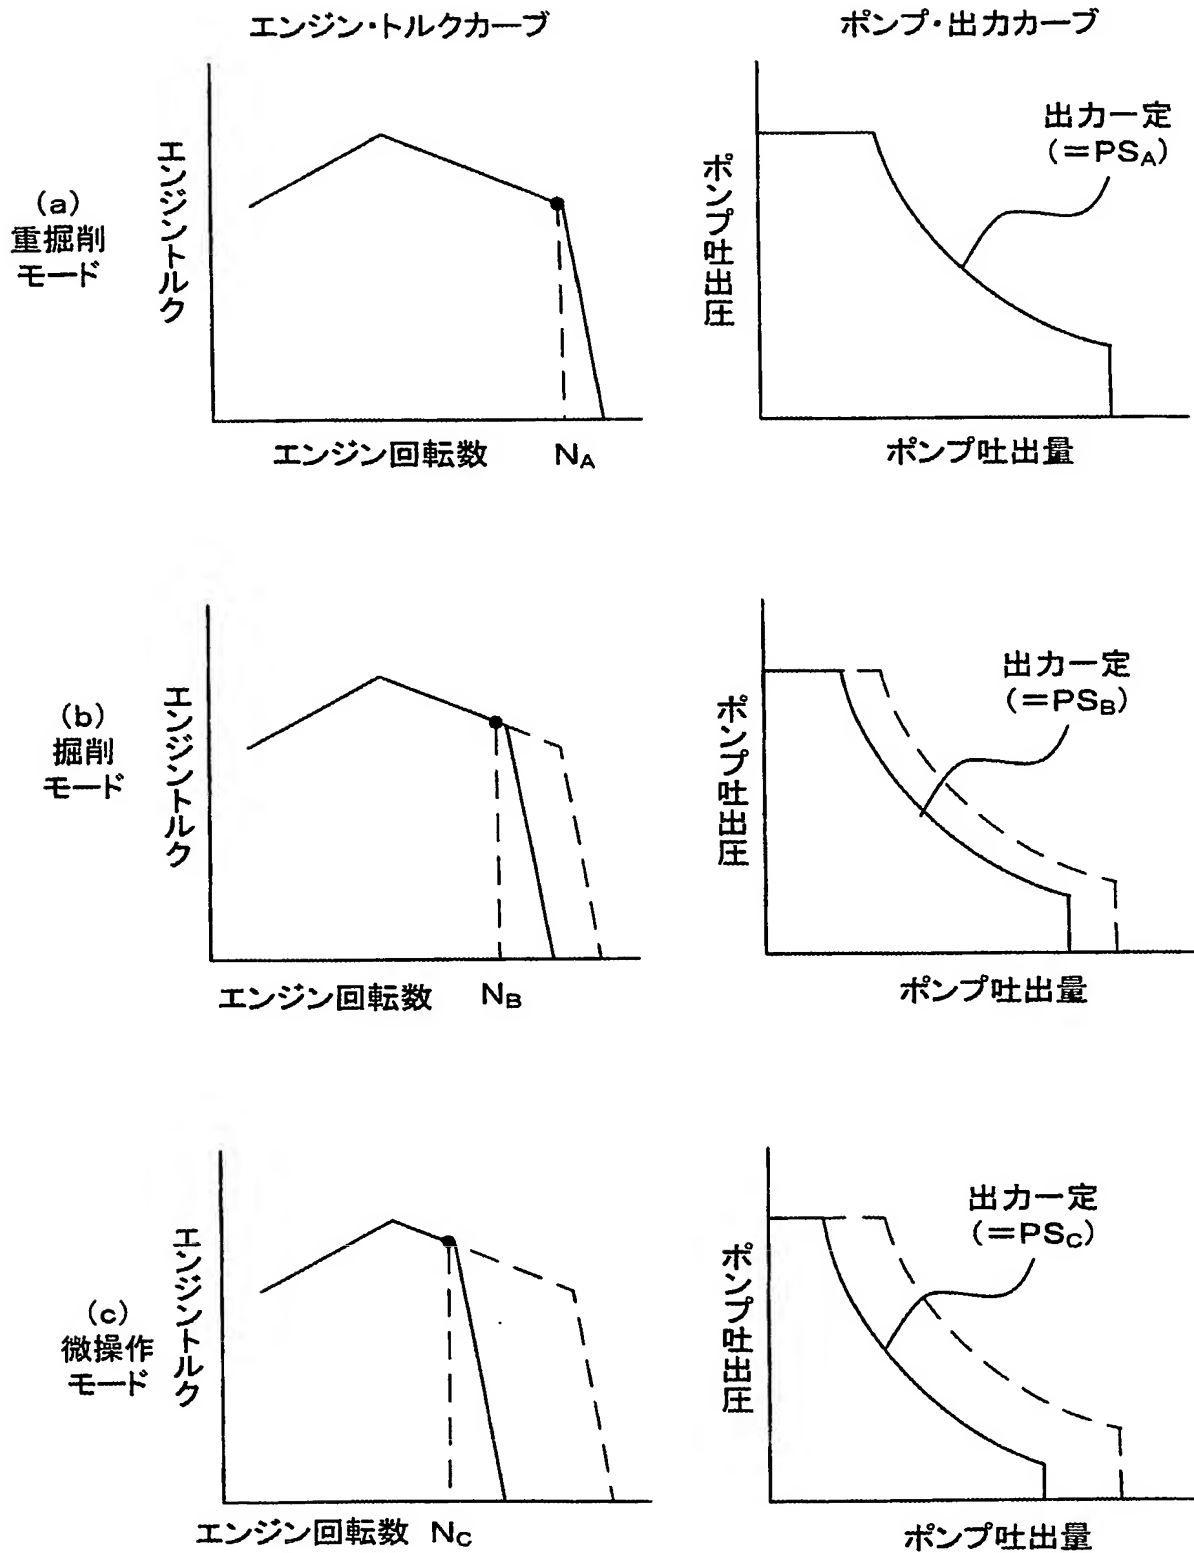 エンジン・トルクカーブ
ポンプ・出力カーブ
(a)
重掘削
モード
エンジントルク
エンジン回転数
NA
ポンプ吐出圧
出力一定
(=PSA)
ポンプ吐出量
(b)
掘削
モード
エンジントルク
エンジン回転数
NB
ポンプ吐出圧
出力一定
(=PSB)
ポンプ吐出量
(c)
微操作
モード
エンジントルク
エンジン回転数
NC
ポンプ吐出圧
出力一定
(=PSC)
ポンプ吐出量